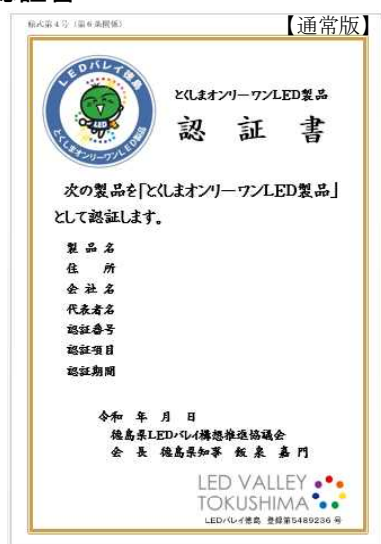 様式第4号（第6条関係）
【通常版】
LEDバレイ徳島
LED
とくしまオンリーワンLED製品
とくしまオンリーワンLED製品
認 証 書
次の製品を「とくしまオンリーワンLED製品」
として認証します。
製 品 名
住 所
会 社 名
代表者名
認証番号
認証項目
認証期間
令和 年 月 日
徳島県LEDバレイ構想推進協議会
会 長 徳島県知事 飯 泉 嘉 門
LED VALLEY
TOKUSHIMA
LEDバレイ徳島 登録第5489236 号